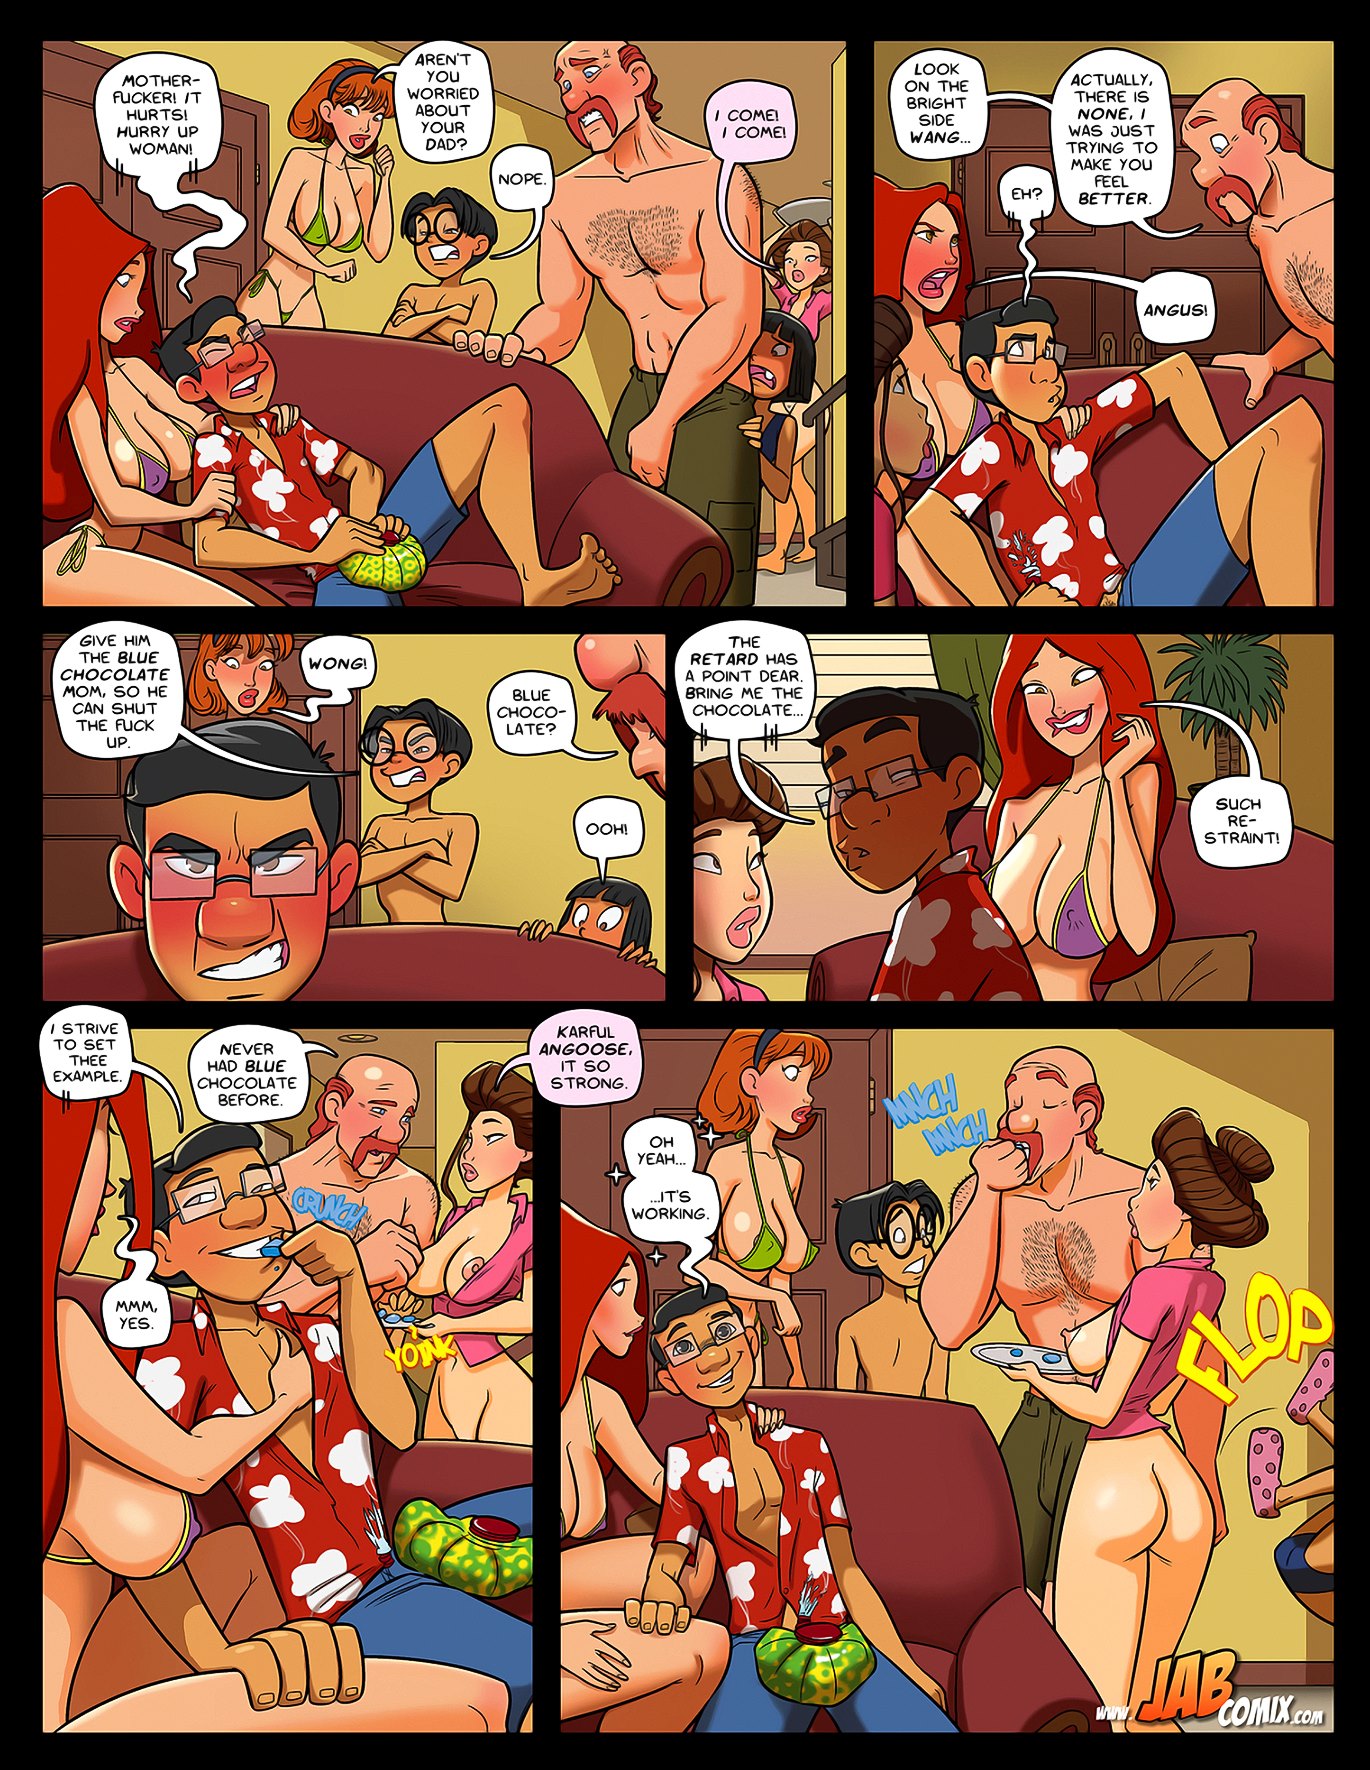 MOTHER-
FUCKER! IT
HURTS!
HURRY UP
WOMAN!
AREN'T
YOU
WORRIED
ABOUT
YOUR
DAD?
NOPE.
I COME!
I COME!
LOOK
ON THE
BRIGHT
SIDE
WANG...
ACTUALLY,
THERE IS
NONE, I
WAS JUST
TRYING TO
MAKE YOU
FEEL
BETTER.
EH?
ANGUS!
GIVE HIM
THE BLUE
CHOCOLATE
MOM, SO HE
CAN SHUT
THE FUCK
UP.
WONG!
BLUE
CHOCO-
LATE?
OOH!
THE
RETARD HAS
A POINT DEAR.
BRING ME THE
CHOCOLATE...
SUCH
RE-
STRAINT!
I STRIVE
TO SET
THEE
EXAMPLE.
NEVER
HAD BLUE
CHOCOLATE
BEFORE.
KARFUL
ANGOOSE,
IT SO
STRONG.
CRUNCH
MMM,
YES.
YOINK
OH
YEAH...
...IT'S
WORKING.
MNCH
MNCH
FLOP
www.JABCOMIX.com